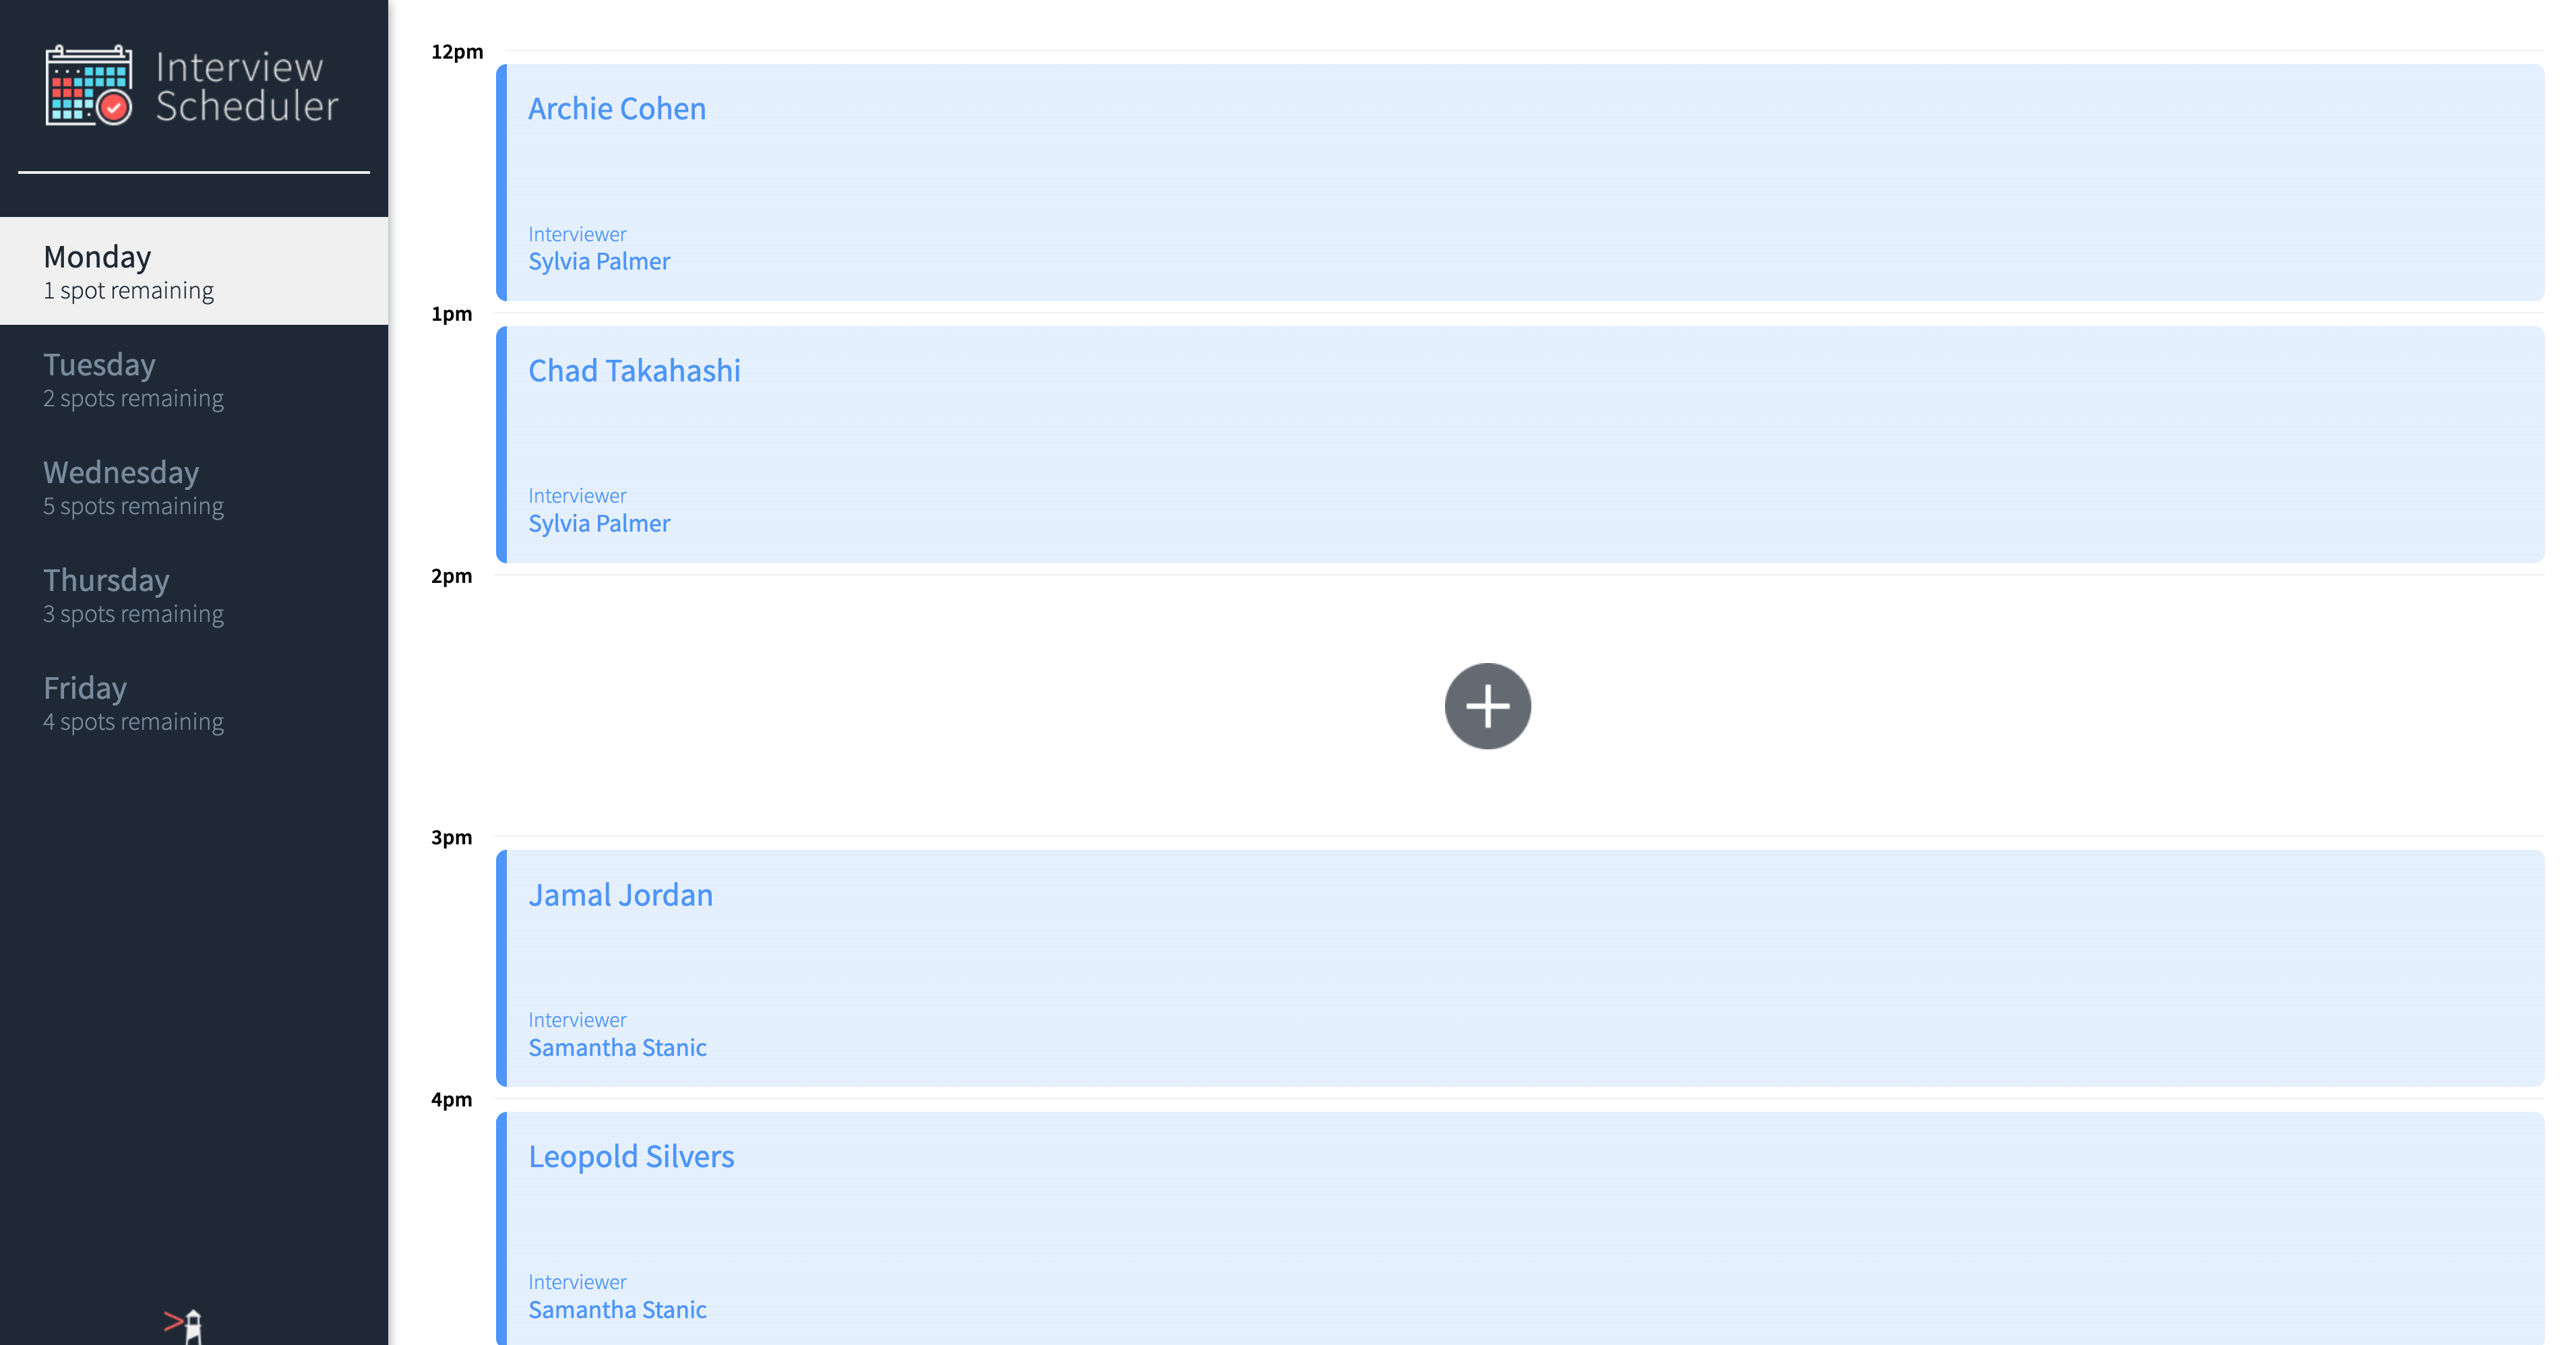 Interview
Scheduler
Monday
1 spot remaining
Tuesday
2 spots remaining
Wednesday
5 spots remaining
Thursday
3 spots remaining
Friday
4 spots remaining
12pm
Archie Cohen
Interviewer
Sylvia Palmer
1pm
Chad Takahashi
Interviewer
Sylvia Palmer
2pm
3pm
Jamal Jordan
Interviewer
Samantha Stanic
4pm
Leopold Silvers
Interviewer
Samantha Stanic